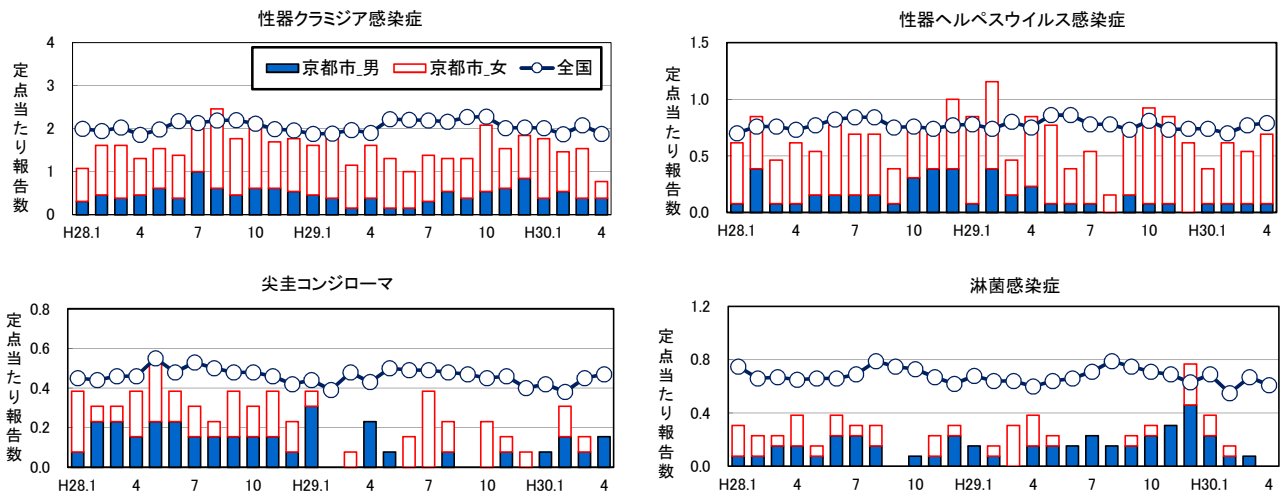 性器クラミジア感染症
定点当たり報告数
4
3
2
1
0
京都市_男
京都市_女
全国
H28.1 4 7 10 H29.1 4 7 10 H30.1 4
性器ヘルペスウイルス感染症
定点当たり報告数
1.5
1.0
0.5
0.0
H28.1 4 7 10 H29.1 4 7 10 H30.1 4
尖圭コンジローマ
定点当たり報告数
0.8
0.6
0.4
0.2
0.0
H28.1 4 7 10 H29.1 4 7 10 H30.1 4
淋菌感染症
定点当たり報告数
1.2
0.8
0.4
0.0
H28.1 4 7 10 H29.1 4 7 10 H30.1 4